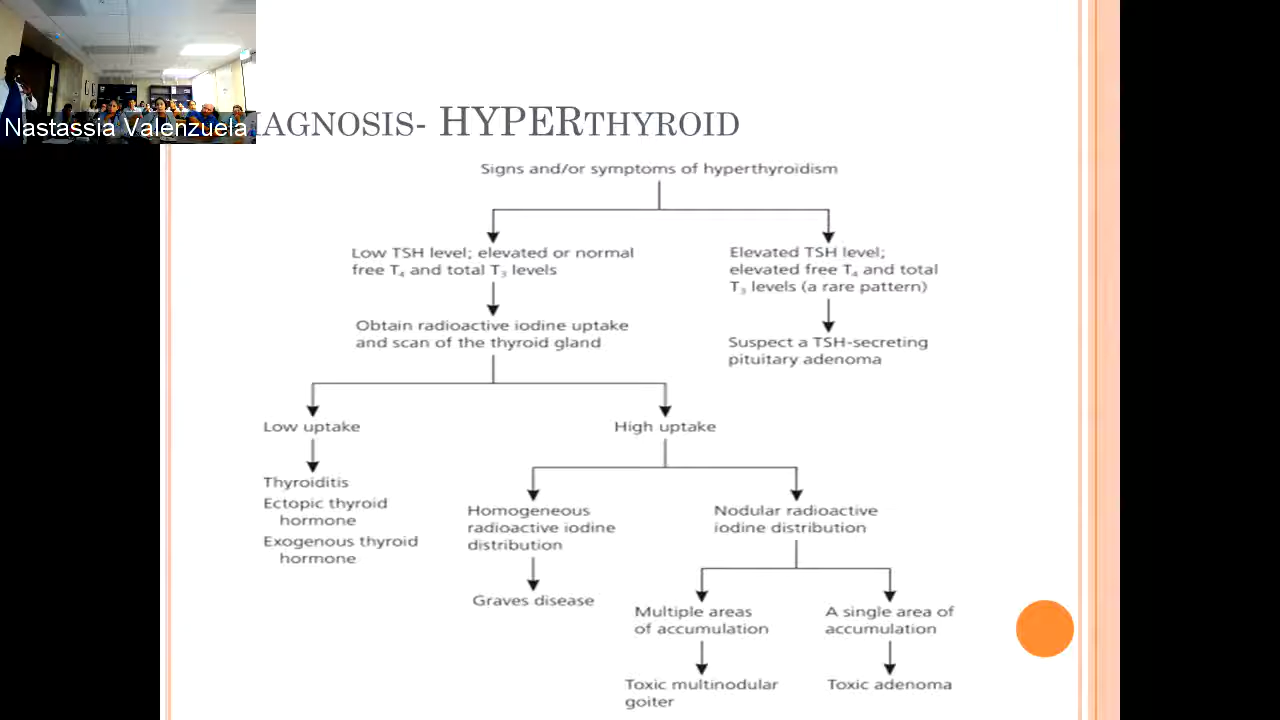 Nastassia Valenzuela
AGNOSIS- HYPERTHYROID
Signs and/or symptoms of hyperthyroidism
Low TSH level; elevated or normal
free T₄ and total T₃ levels
Elevated TSH level;
elevated free T₄ and total
T₃ levels (a rare pattern)
Obtain radioactive iodine uptake
and scan of the thyroid gland
Suspect a TSH-secreting
pituitary adenoma
Low uptake
High uptake
Thyroiditis
Ectopic thyroid
hormone
Exogenous thyroid
hormone
Homogeneous
radioactive iodine
distribution
Nodular radioactive
iodine distribution
Graves disease
Multiple areas
of accumulation
A single area of
accumulation
Toxic multinodular
goiter
Toxic adenoma